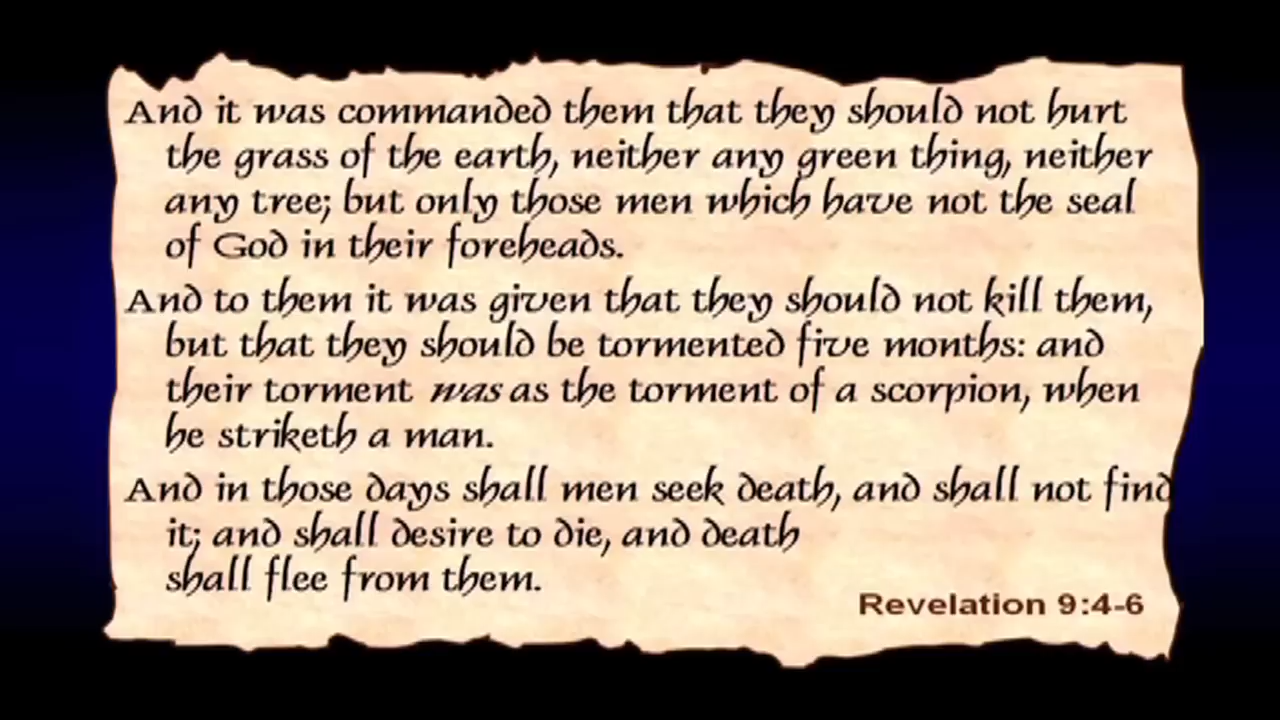 And it was commanded them that they should not hurt
the grass of the earth, neither any green thing, neither
any tree; but only those men which have not the seal
of God in their foreheads.
And to them it was given that they should not kill them,
but that they should be tormented five months: and
their torment was as the torment of a scorpion, when
he striketh a man.
And in those days shall men seek death, and shall not find
it; and shall desire to die, and death
shall flee from them.
Revelation 9:4-6